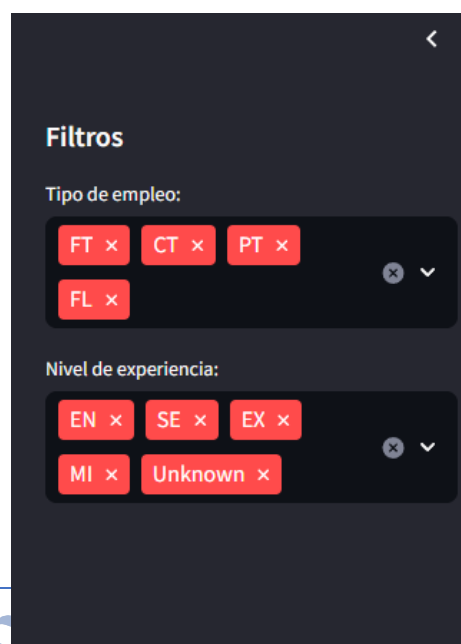 Filtros
Tipo de empleo:
FT × CT × PT ×
FL ×
Nivel de experiencia:
EN × SE × EX ×
MI × Unknown ×